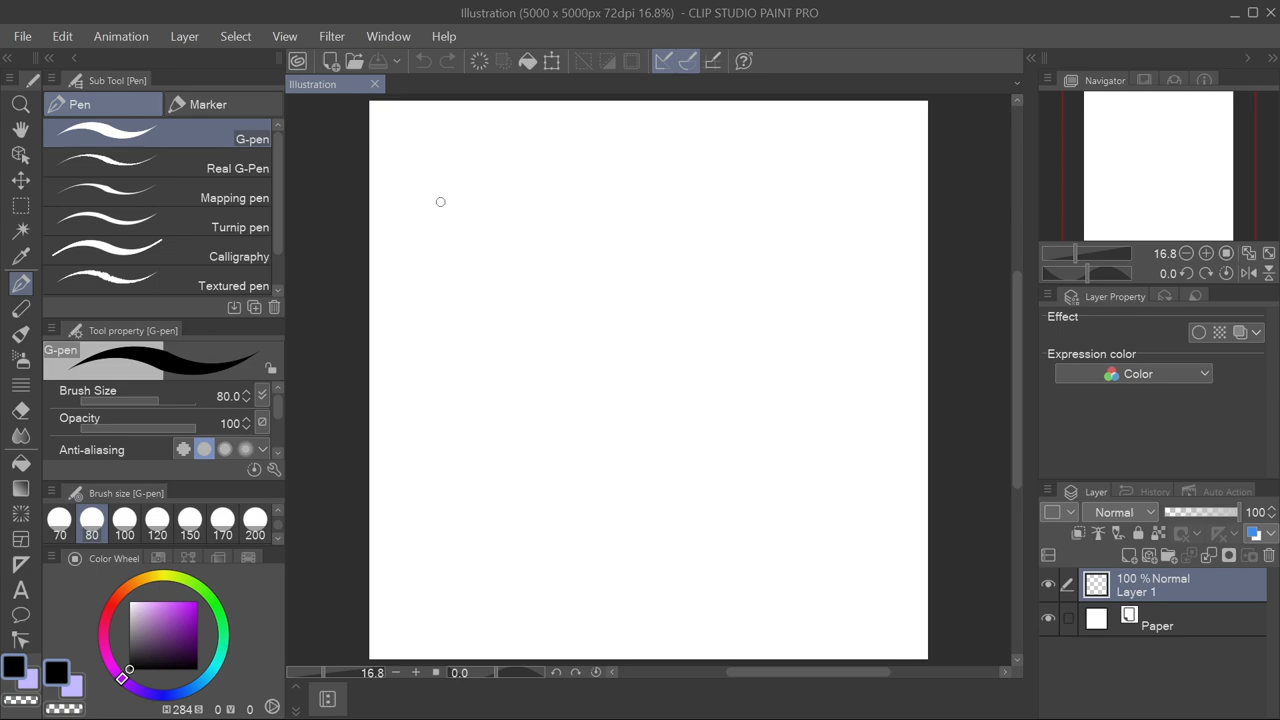 Illustration (5000 x 5000px 72dpi 16.8%)  - CLIP STUDIO PAINT PRO
File Edit Animation Layer Select View Filter Window Help
Sub Tool [Pen]
Pen Marker
G-pen
Real G-Pen
Mapping pen
Turnip pen
Calligraphy
Textured pen
Tool property [G-pen]
G-pen
Brush Size 80.0
Opacity 100
Anti-aliasing
Brush size [G-pen]
70 80 100 120 150 170 200
Color Wheel
H 284 S 0 V 0
Illustration
16.8 0.0
Navigator
16.8
0.0
Layer Property
Effect
Expression color
Color
Layer History Auto Action
Normal 100
100 % Normal
Layer 1
Paper